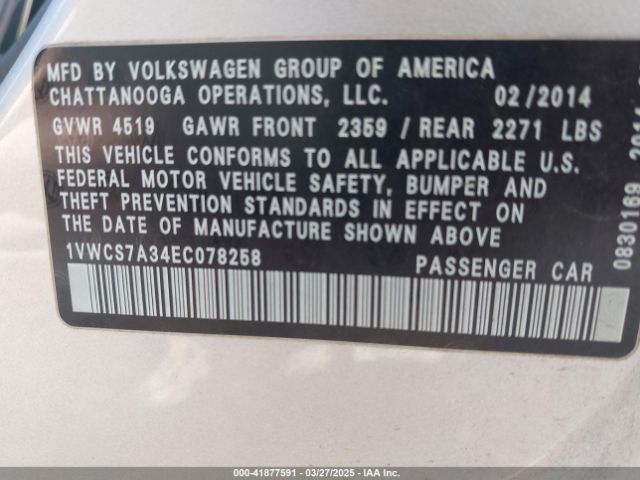 MFD BY VOLKSWAGEN GROUP OF AMERICA
CHATTANOOGA OPERATIONS, LLC. 02/2014
GVWR 4519 GAWR FRONT 2359 / REAR 2271 LBS
THIS VEHICLE CONFORMS TO ALL APPLICABLE U.S.
FEDERAL MOTOR VEHICLE SAFETY, BUMPER AND
THEFT PREVENTION STANDARDS IN EFFECT ON
THE DATE OF MANUFACTURE SHOWN ABOVE
1VWCS7A34EC078258 PASSENGER CAR
0830169
000-41877591 - 03/27/2025 - IAA Inc.